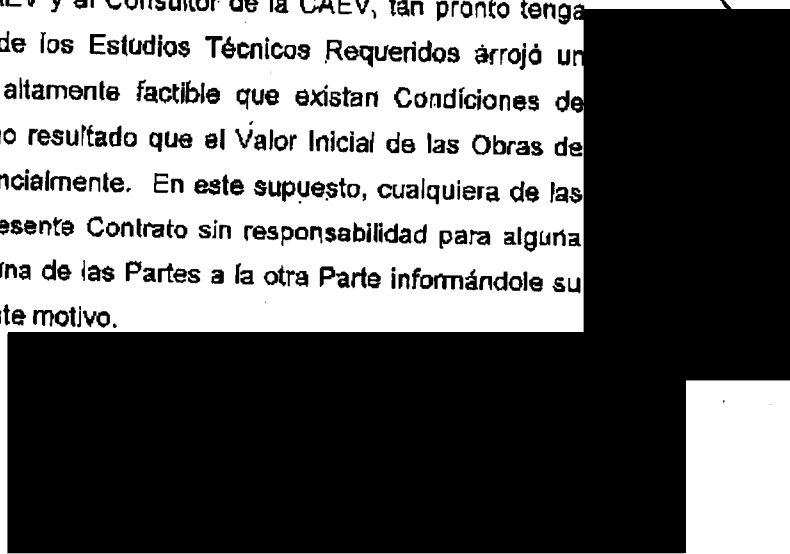 y al Consultor de la CAEV, tan pronto tenga
de los Estudios Técnicos Requeridos arrojó un
altamente factible que existan Condiciones de
resultado que el Valor Inicial de las Obras de
ncialmente. En este supuesto, cualquiera de las
esente Contrato sin responsabilidad para alguna
una de las Partes a la otra Parte informándole su
te motivo.